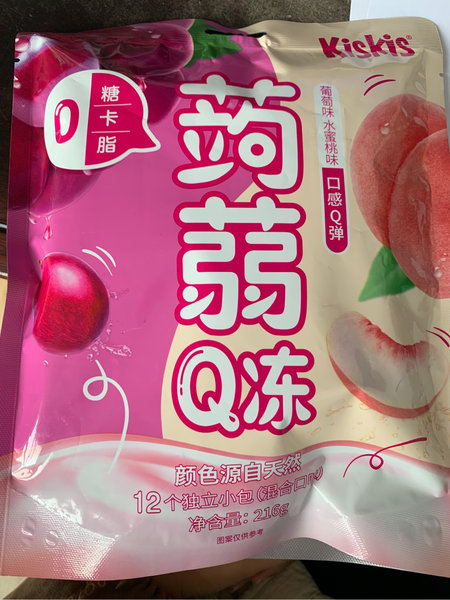 Kiskis
0
糖
卡
脂
蒟蒻
Q冻
葡萄味 水蜜桃味
口感Q弹
颜色源自天然
12个独立小包(混合口味)
净含量: 216g
图案仅供参考